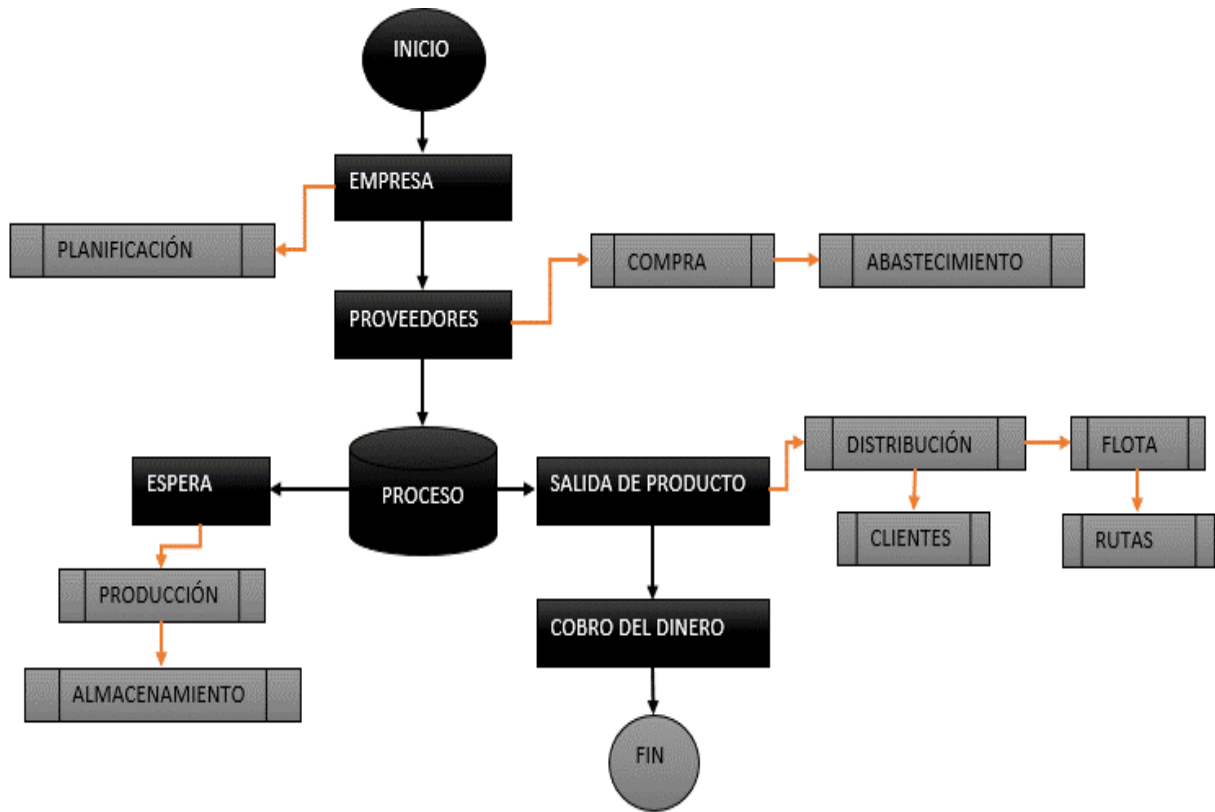 INICIO
EMPRESA
PLANIFICACIÓN
COMPRA
ABASTECIMIENTO
PROVEEDORES
DISTRIBUCIÓN
FLOTA
ESPERA
PROCESO
SALIDA DE PRODUCTO
CLIENTES
RUTAS
PRODUCCIÓN
COBRO DEL DINERO
ALMACENAMIENTO
FIN